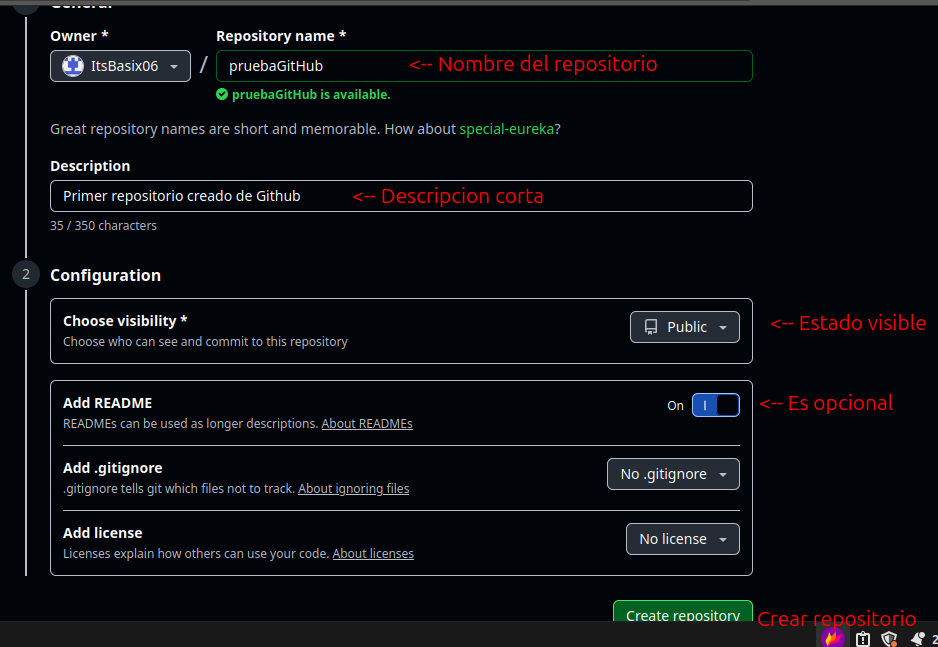 General
Owner * Repository name *
ItsBasix06 / pruebaGitHub <-- Nombre del repositorio
pruebaGitHub is available.
Great repository names are short and memorable. How about special-eureka?
Description
Primer repositorio creado de Github <-- Descripcion corta
35 / 350 characters
2 Configuration
Choose visibility *
Choose who can see and commit to this repository
Public <-- Estado visible
Add README
READMEs can be used as longer descriptions. About READMEs
On <-- Es opcional
Add .gitignore
.gitignore tells git which files not to track. About ignoring files
No .gitignore
Add license
Licenses explain how others can use your code. About licenses
No license
Create repository Crear repositorio
2